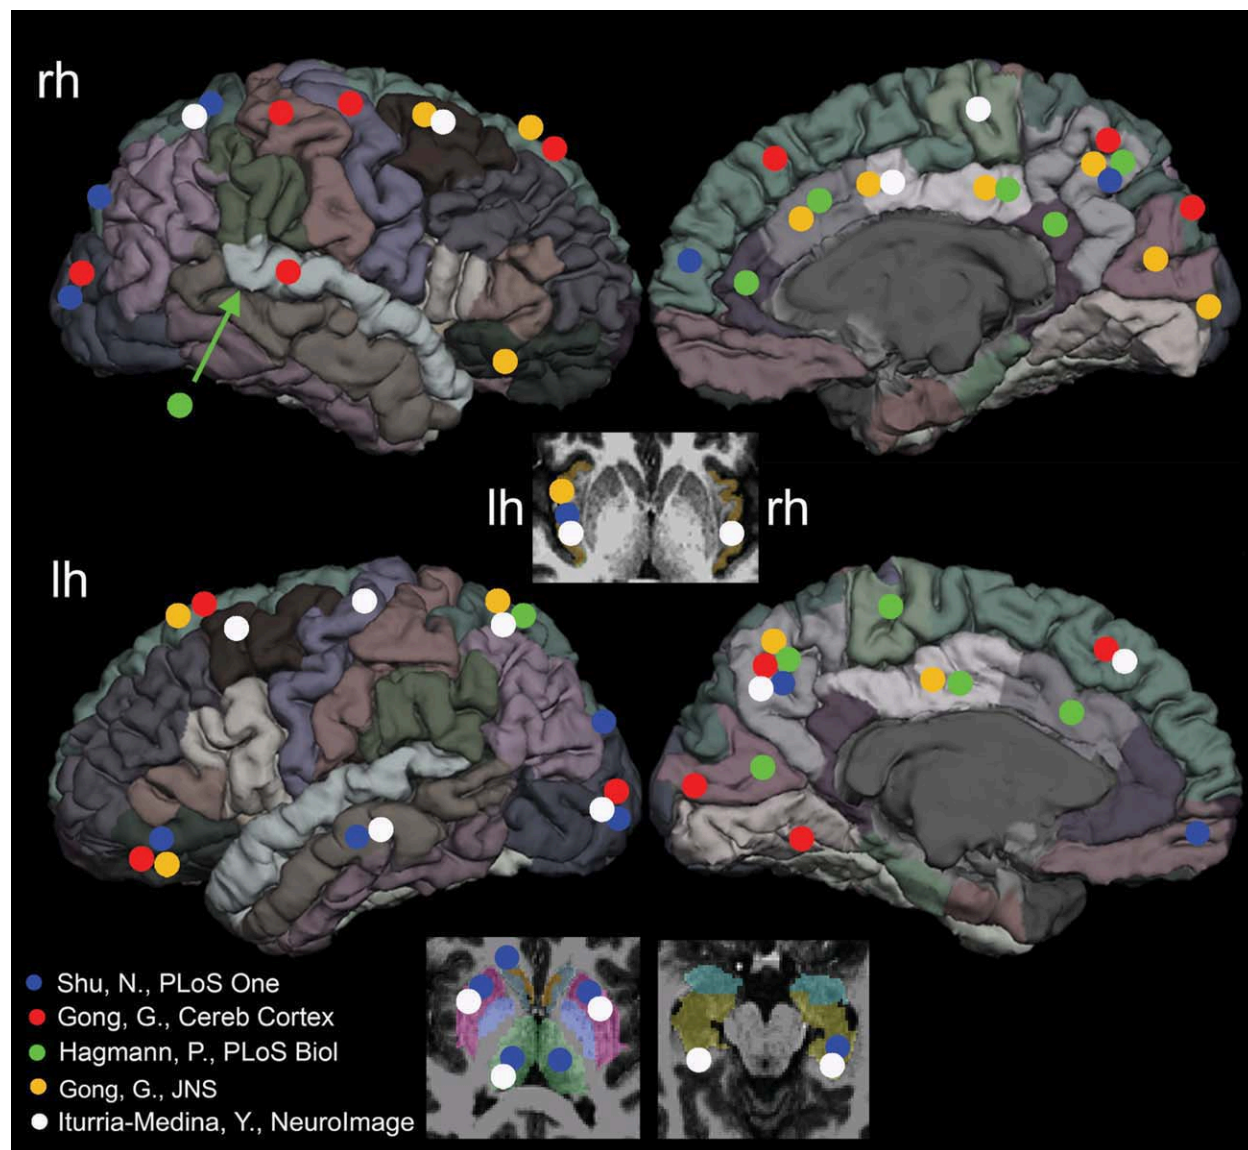 rh
lh
rh
lh
Shu, N., PLoS One
Gong, G., Cereb Cortex
Hagmann, P., PLoS Biol
Gong, G., JNS
Iturria-Medina, Y., NeuroImage